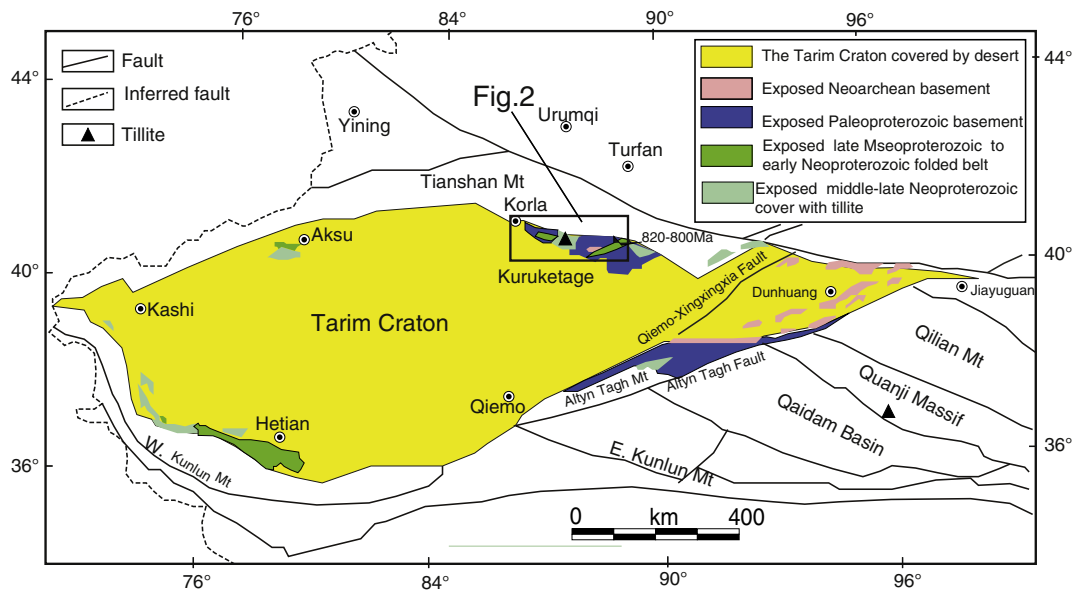 76°
84°
90°
96°
44°
44°
Fault
Inferred fault
Tillite
The Tarim Craton covered by desert
Exposed Neoarchean basement
Exposed Paleoproterozoic basement
Exposed late Mseoproterozoic to
early Neoproterozoic folded belt
Exposed middle-late Neoproterozoic
cover with tillite
Fig.2
Yining
Urumqi
Turfan
Tianshan Mt
Korla
Aksu
820-800Ma
40°
40°
Kuruketage
Kashi
Tarim Craton
Qiemo-Xingxingxia Fault
Dunhuang
Jiayuguan
Qilian Mt
Altyn Tagh Mt
Altyn Tagh Fault
Quanji Massif
Qiemo
Qaidam Basin
Hetian
W. Kunlun Mt
E. Kunlun Mt
36°
36°
0 km 400
76°
84°
90°
96°